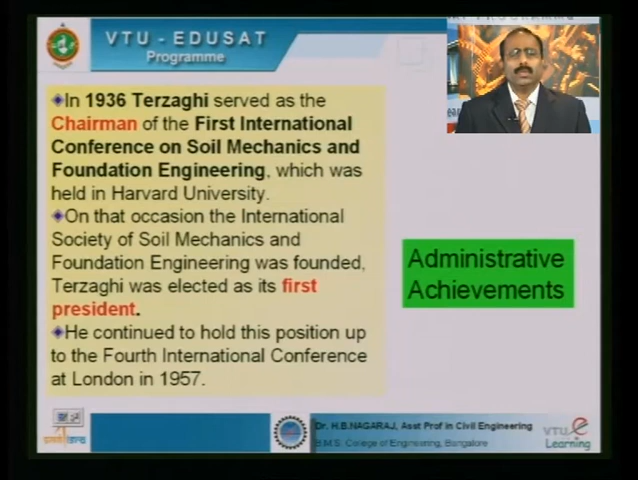 VTU - EDUSAT
Programme
In 1936 Terzaghi served as the
Chairman of the First International
Conference on Soil Mechanics and
Foundation Engineering, which was
held in Harvard University.
On that occasion the International
Society of Soil Mechanics and
Foundation Engineering was founded,
Terzaghi was elected as its first
president.
He continued to hold this position up
to the Fourth International Conference
at London in 1957.
Administrative
Achievements
Dr. H.B.NAGARAJ, Asst Prof in Civil Engineering
B.M.S. College of Engineering, Bangalore
VTU e
Learning